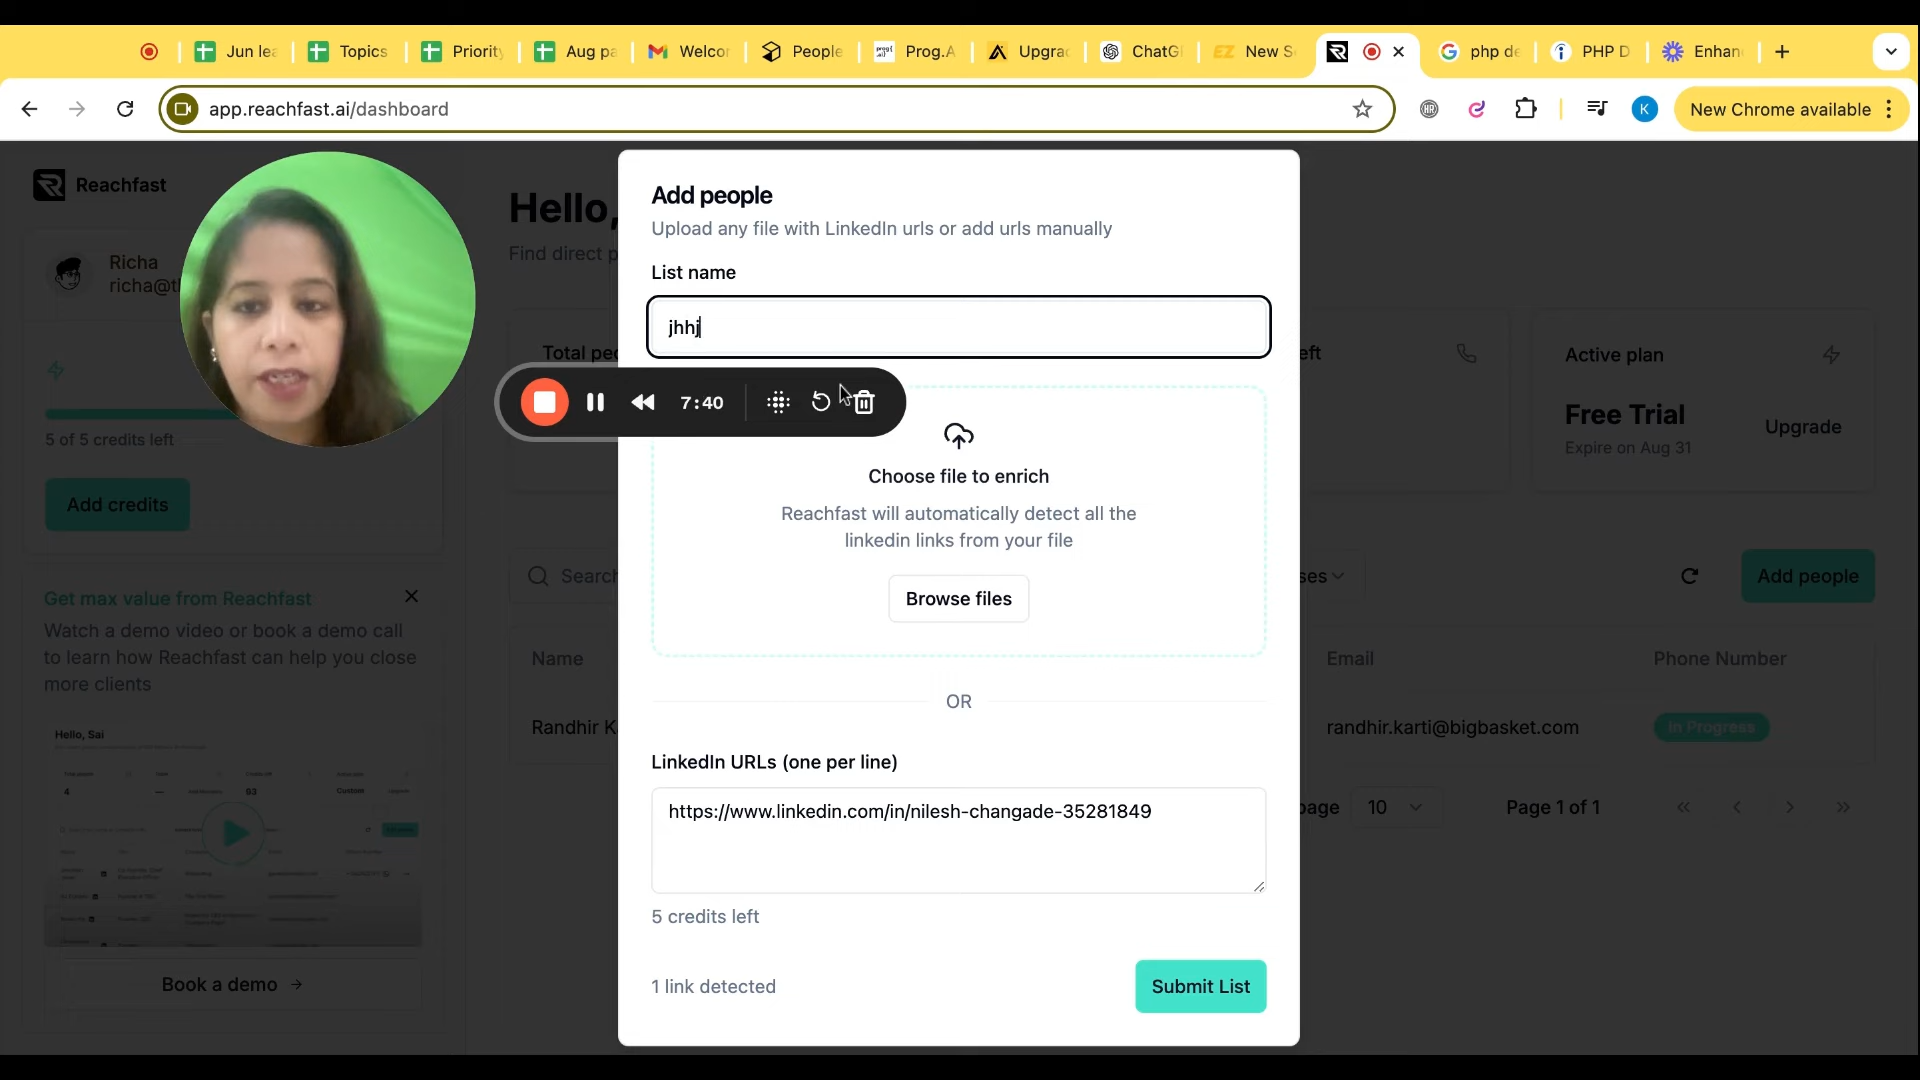 Jun lea
Topics
Priority
Aug pa
Welcor
People
Prog.A
Upgra
ChatG
New S
php de
PHP D
Enhan
app.reachfast.ai/dashboard
K
New Chrome available
Reachfast
Richa
richa@t
5 of 5 credits left
Add credits
Get max value from Reachfast
Watch a demo video or book a demo call
to learn how Reachfast can help you close
more clients
Hello, Sai
4
93
Custom
Book a demo
Hello,
Find direct p
Total peo
eft
Active plan
Free Trial
Expire on Aug 31
Upgrade
Search
ses
Add people
Name
Email
Phone Number
Randhir K
randhir.karti@bigbasket.com
In Progress
page
10
Page 1 of 1
Add people
Upload any file with LinkedIn urls or add urls manually
List name
jhhj
7:40
Choose file to enrich
Reachfast will automatically detect all the
linkedin links from your file
Browse files
OR
LinkedIn URLs (one per line)
https://www.linkedin.com/in/nilesh-changade-35281849
5 credits left
1 link detected
Submit List